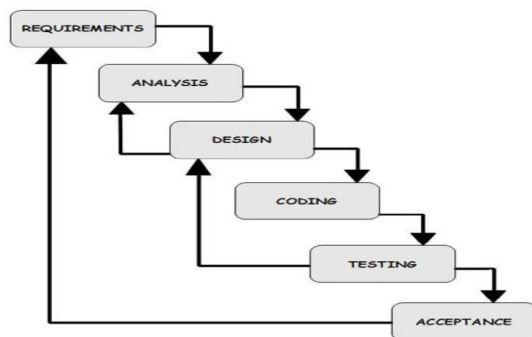 REQUIREMENTS
ANALYSIS
DESIGN
CODING
TESTING
ACCEPTANCE